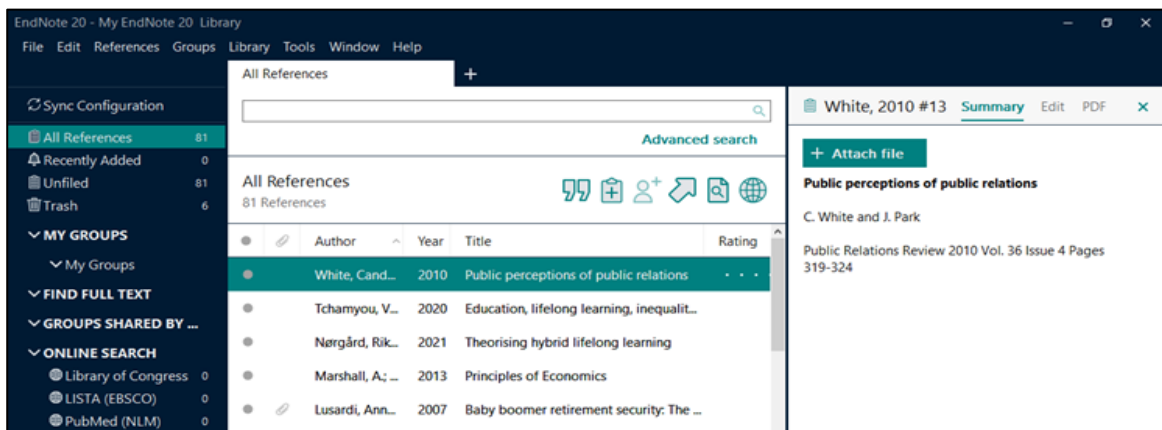 EndNote 20 - My EndNote 20 Library
File Edit References Groups Library Tools Window Help
All References
Sync Configuration
All References 81
Recently Added 0
Unfiled 81
Trash 6
MY GROUPS
My Groups
FIND FULL TEXT
GROUPS SHARED BY ...
ONLINE SEARCH
Library of Congress 0
LISTA (EBSCO) 0
PubMed (NLM) 0
Advanced search
All References
81 References
Author Year Title Rating
White, Cand... 2010 Public perceptions of public relations
Tchamyou, V... 2020 Education, lifelong learning, inequalit...
Nørgård, Rik... 2021 Theorising hybrid lifelong learning
Marshall, A.; ... 2013 Principles of Economics
Lusardi, Ann... 2007 Baby boomer retirement security: The ...
White, 2010 #13 Summary Edit PDF
+ Attach file
Public perceptions of public relations
C. White and J. Park
Public Relations Review 2010 Vol. 36 Issue 4 Pages
319-324